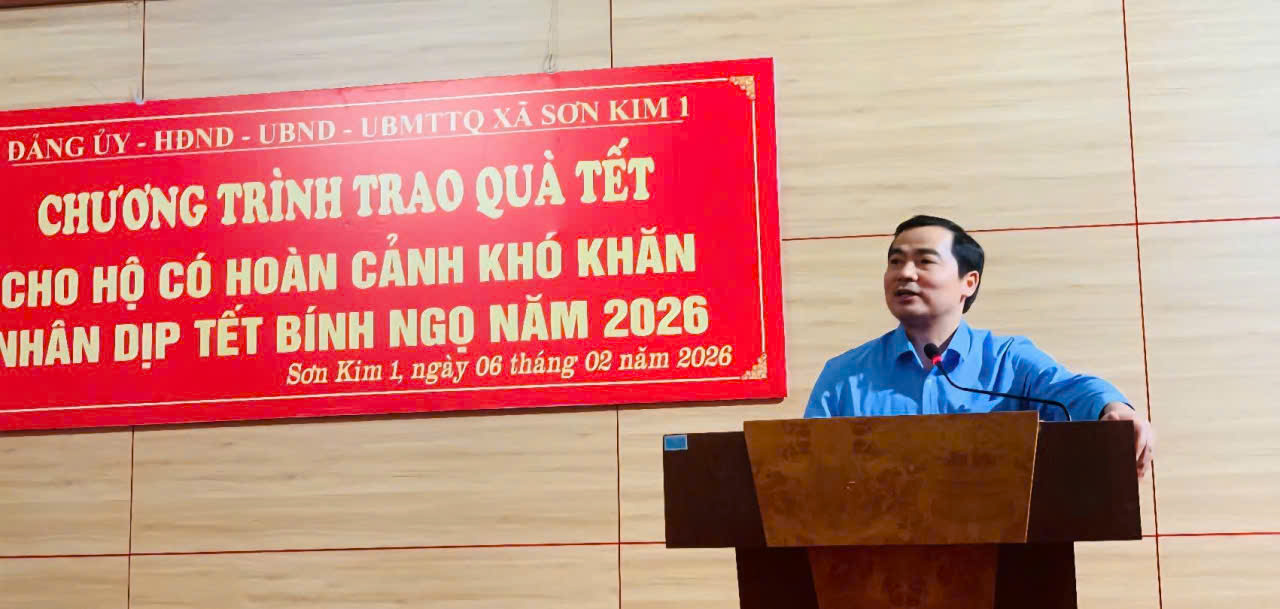 ĐẢNG ỦY - HĐND - UBND - UBMTTQ XÃ SƠN KIM 1
CHƯƠNG TRÌNH TRAO QUÀ TẾT
CHO HỘ CÓ HOÀN CẢNH KHÓ KHĂN
NHÂN DỊP TẾT BÍNH NGỌ NĂM 2026
Sơn Kim 1, ngày 06 tháng 02 năm 2026